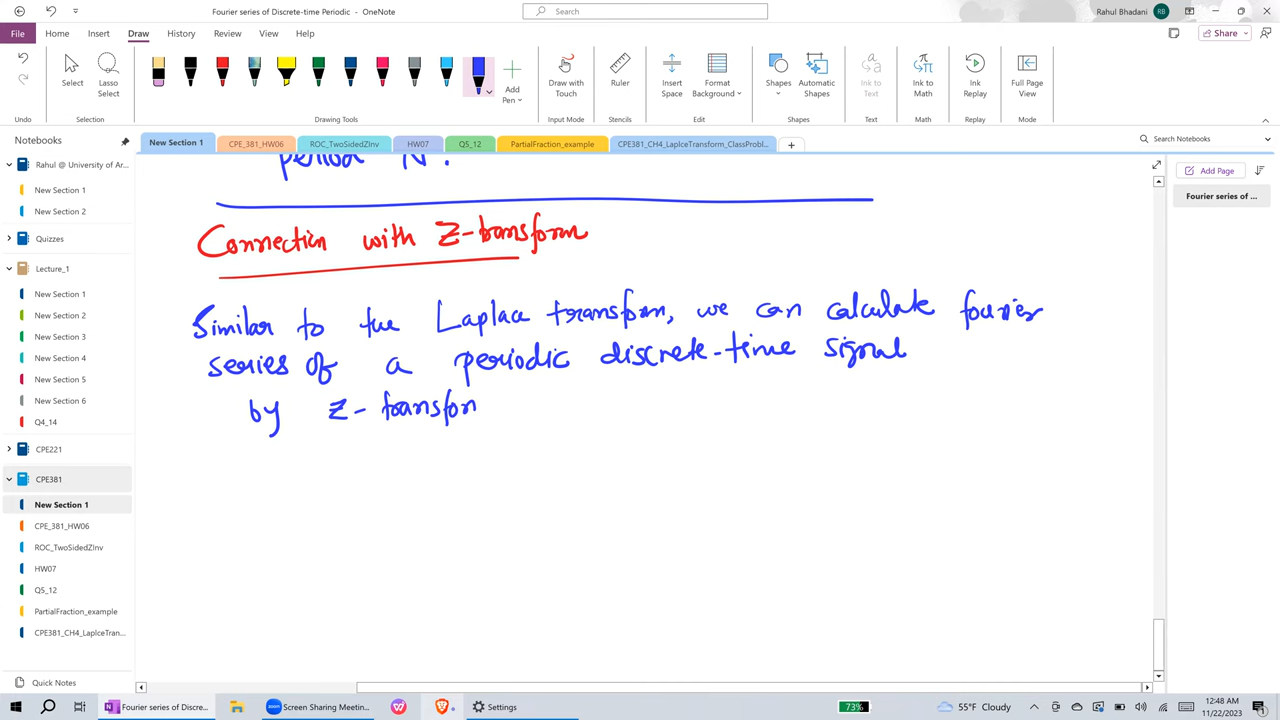 Fourier series of Discrete-time Periodic - OneNote
Search
Rahul Bhadani
RB
File
Home
Insert
Draw
History
Review
View
Help
Share
Select
Lasso Select
Add Pen
Draw with Touch
Ruler
Insert Space
Format Background
Shapes
Automatic Shapes
Ink to Text
Ink to Math
Ink Replay
Full Page View
Undo
Selection
Drawing Tools
Input Mode
Stencils
Edit
Shapes
Text
Math
Replay
Mode
Notebooks
New Section 1
CPE_381_HW06
ROC_TwoSidedZInv
HW07
Q5_12
PartialFraction_example
CPE381_CH4_LaplceTransform_ClassProbl...
Search Notebooks
Rahul @ University of Ar...
New Section 1
New Section 2
Quizzes
Lecture_1
New Section 1
New Section 2
New Section 3
New Section 4
New Section 5
New Section 6
Q4_14
CPE221
CPE381
New Section 1
CPE_381_HW06
ROC_TwoSidedZInv
HW07
Q5_12
PartialFraction_example
CPE381_CH4_LaplceTran...
Quick Notes
Add Page
Fourier series of ...
period N.
Connection with Z-transform
Similar to the Laplace transform, we can calculate fourier
series of a periodic discrete-time signal
by Z-transfon
Fourier series of Discre...
Screen Sharing Meetin...
Settings
73%
55°F Cloudy
12:48 AM
11/22/2023